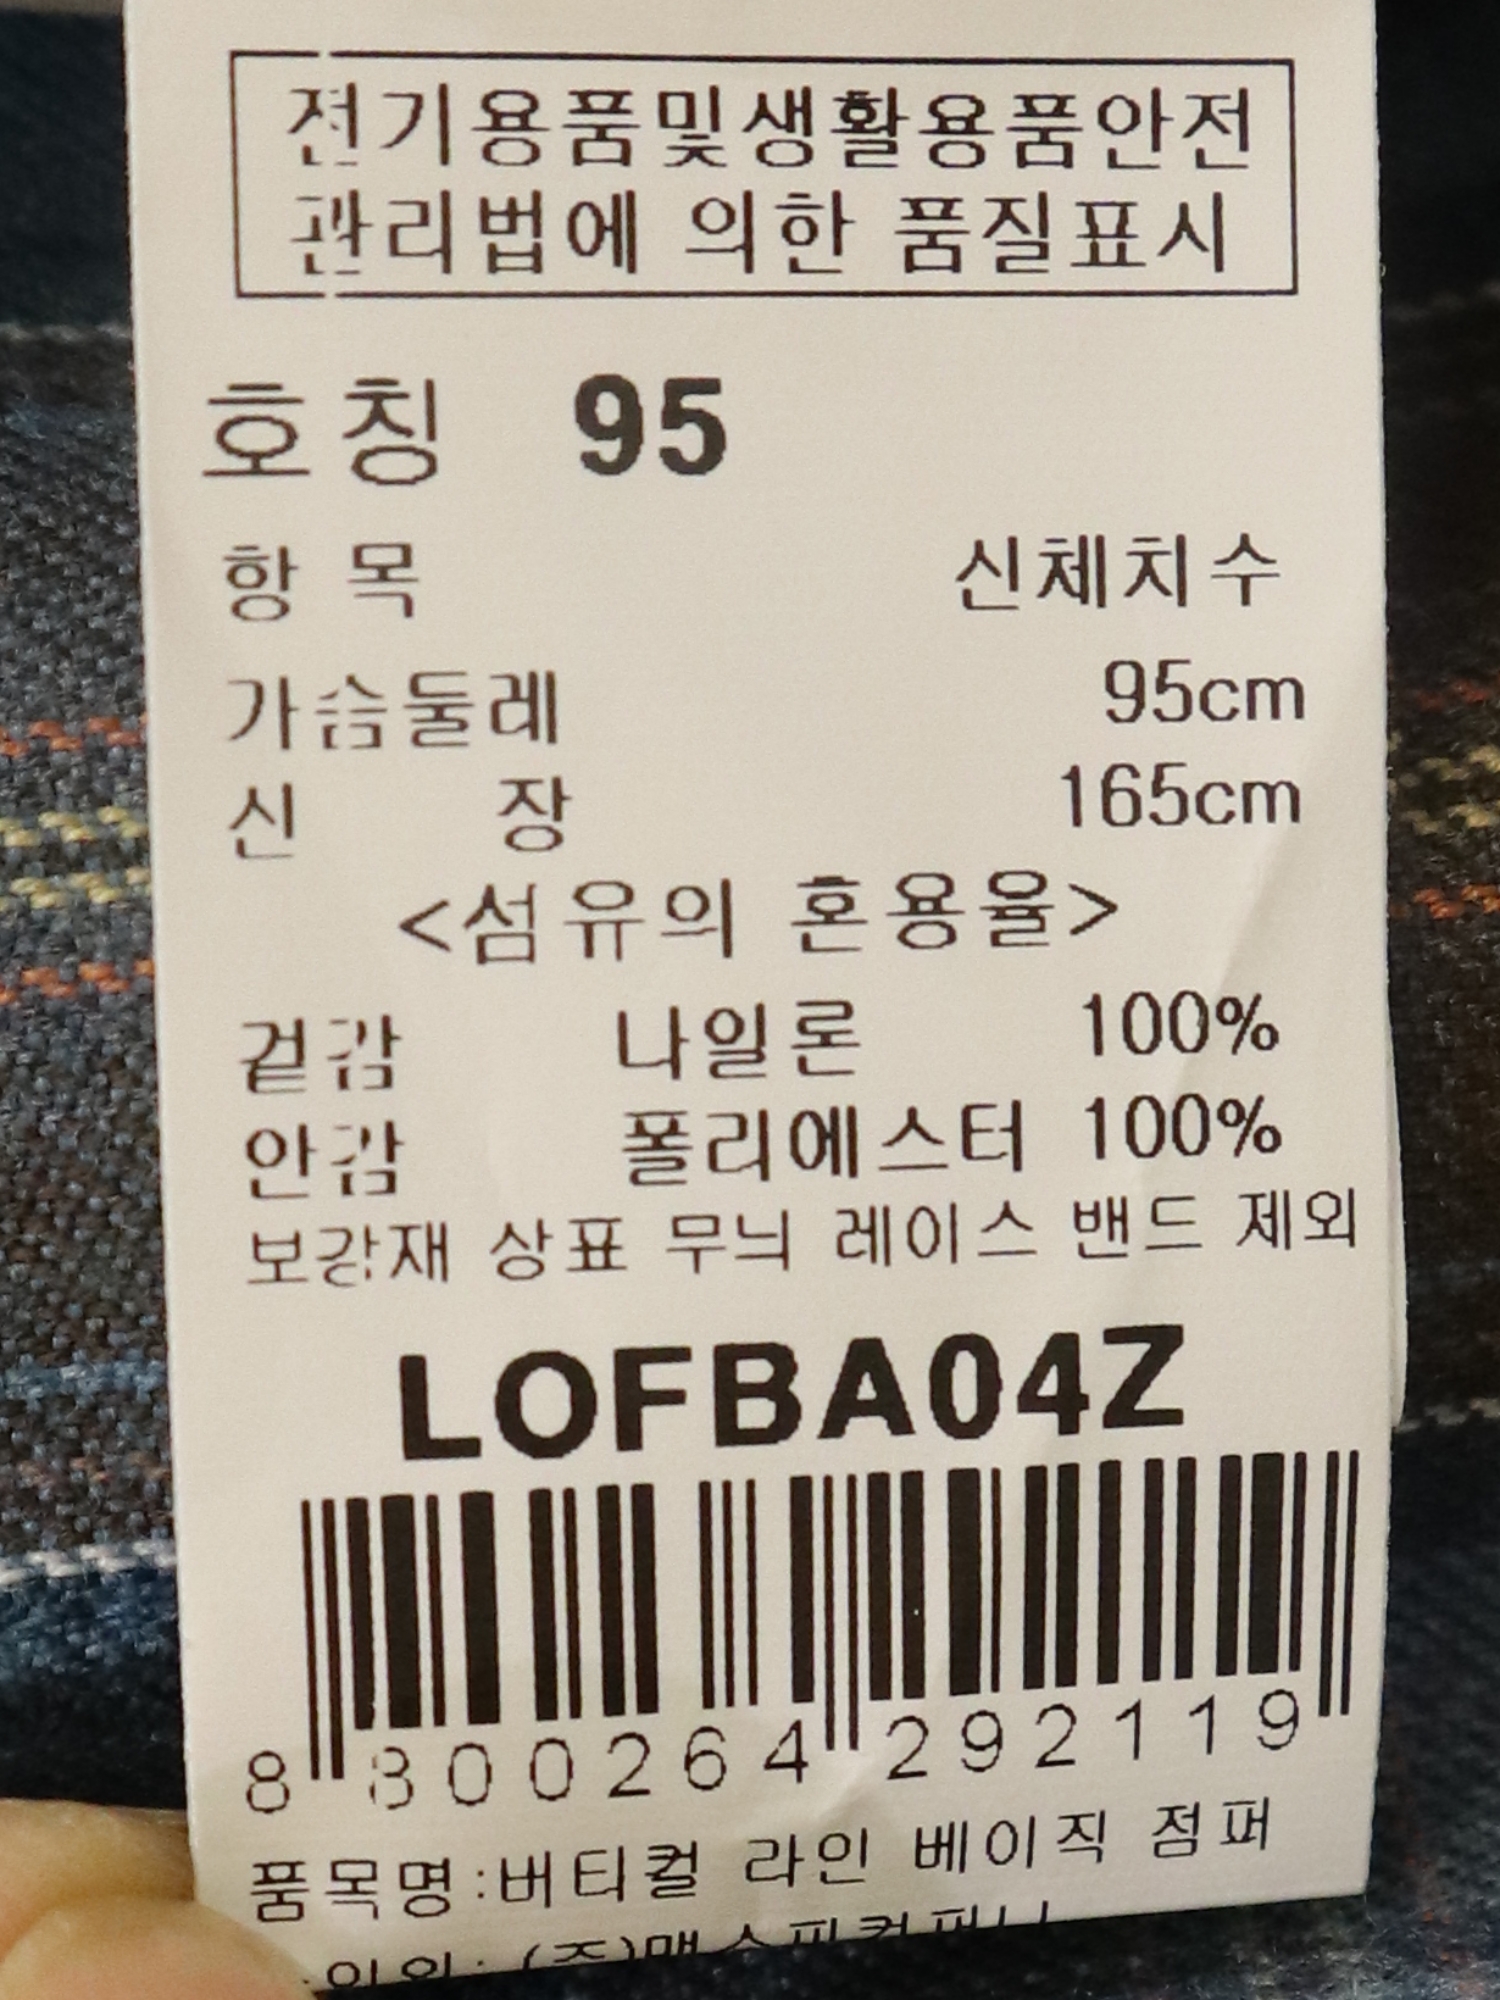 전기용품및생활용품안전
관리법에 의한 품질표시
호칭 95
항 목 신체치수
가슴둘레 95cm
신 장 165cm
<섬유의 혼용율>
겉감 나일론 100%
안감 폴리에스터 100%
보강재 상표 무늬 레이스 밴드 제외
LOFBA04Z
8 800264 292119
품목명:버티컬 라인 베이직 점퍼